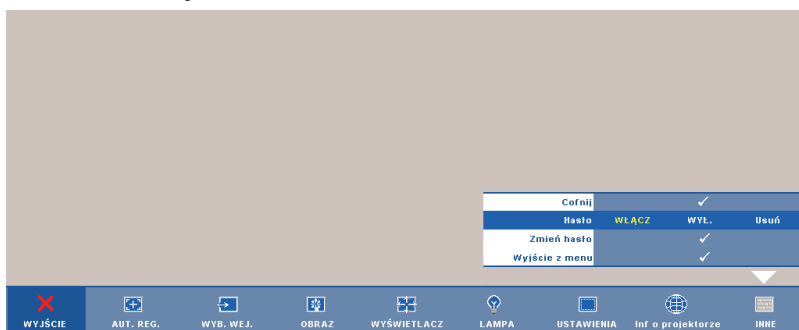 Cofnij
Hasło WŁĄCZ WYŁ. Usuń
Zmień hasło
Wyjście z menu
WYJŚCIE AUT. REG. WYB. WEJ. OBRAZ WYŚWIETLACZ LAMPA USTAWIENIA Inf o projektorze INNE